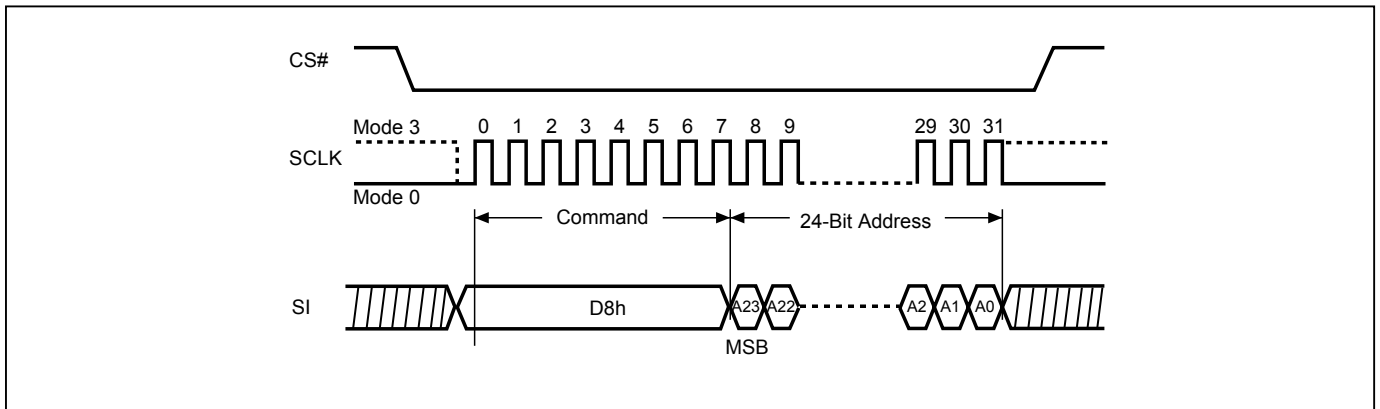 CS#
Mode 3
0 1 2 3 4 5 6 7 8 9 29 30 31
SCLK
Mode 0
Command
24-Bit Address
SI
D8h
A23 A22 A2 A1 A0
MSB